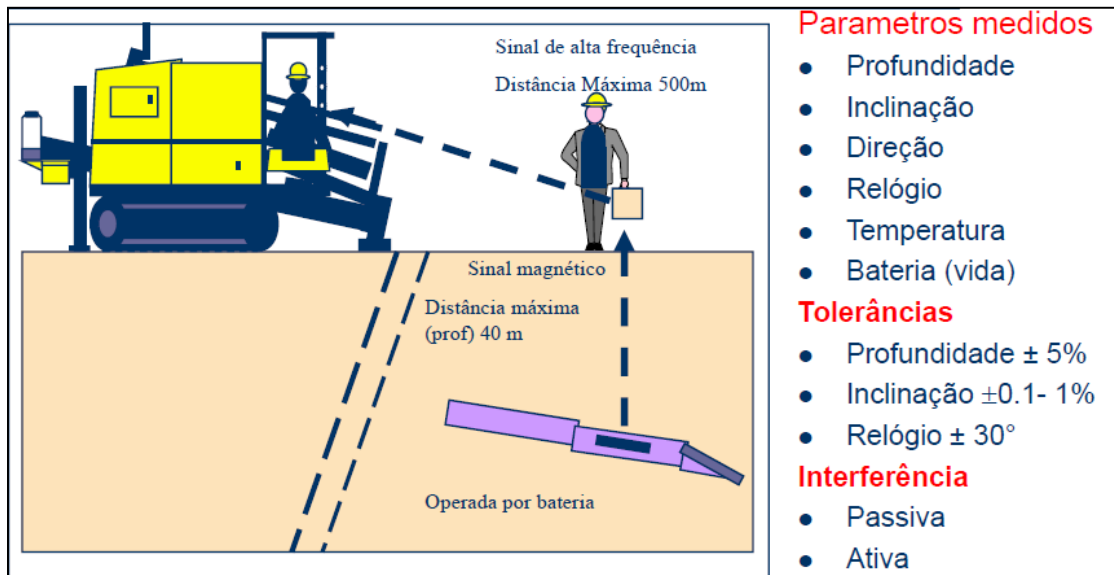 Sinal de alta frequência
Distância Máxima 500m
Sinal magnético
Distância máxima
(prof) 40 m
Operada por bateria
Parametros medidos
● Profundidade
● Inclinação
● Direção
● Relógio
● Temperatura
● Bateria (vida)
Tolerâncias
● Profundidade ± 5%
● Inclinação ±0.1- 1%
● Relógio ± 30°
Interferência
● Passiva
● Ativa